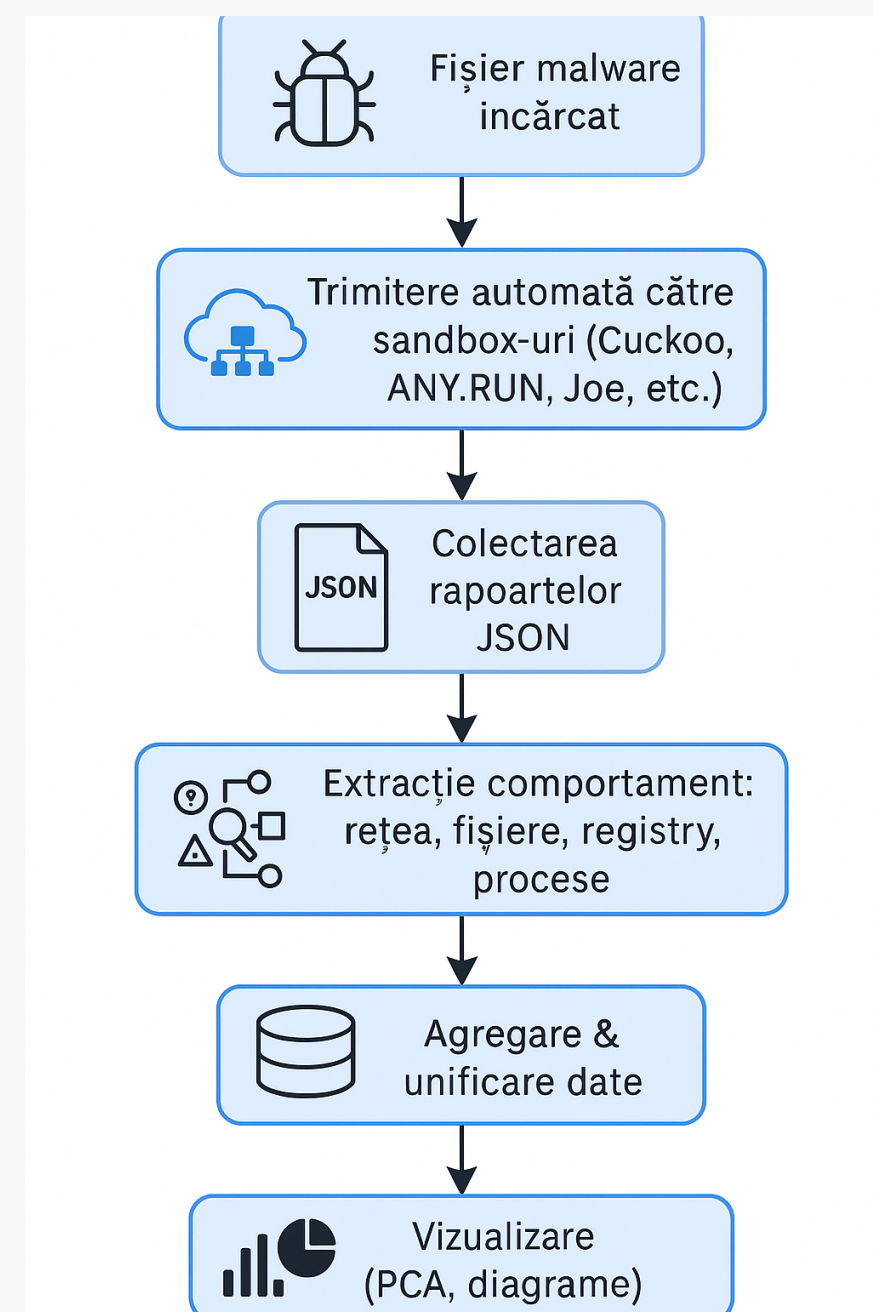 Fișier malware
incărcat
Trimitere automată către
sandbox-uri (Cuckoo,
ANY.RUN, Joe, etc.)
JSON
Colectarea
rapoartelor
JSON
Extracție comportament:
rețea, fișiere, registry,
procese
Agregare &
unificare date
Vizualizare
(PCA, diagrame)